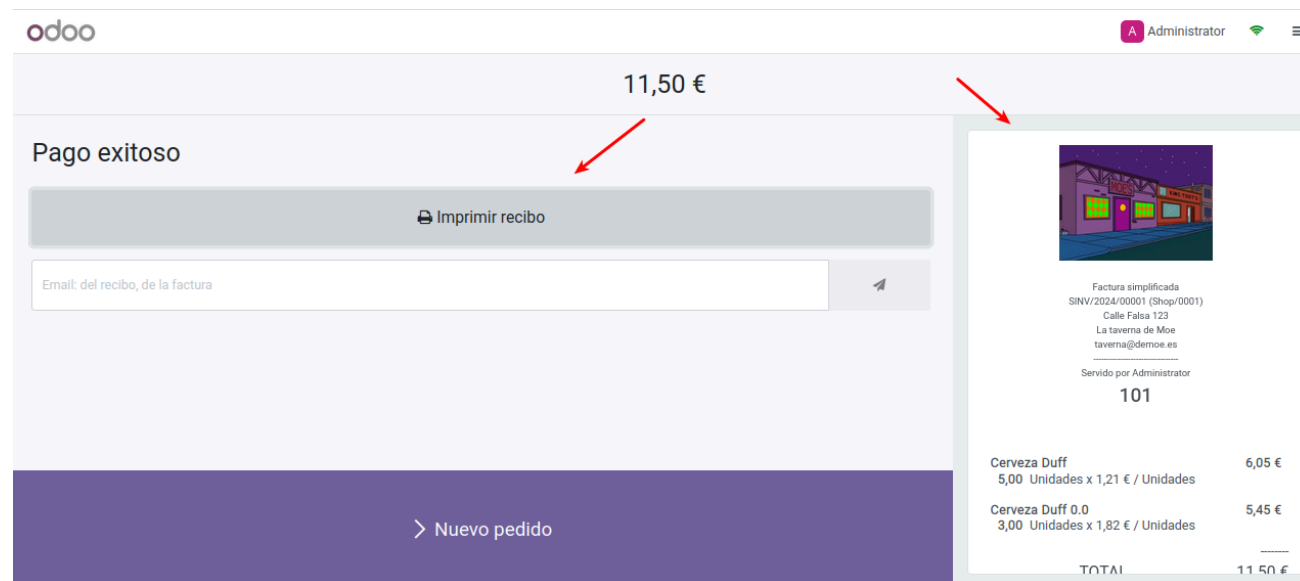 odoo
A Administrator
11,50 €
Pago exitoso
Imprimir recibo
Email: del recibo, de la factura
Nuevo pedido
MOE'S
Factura simplificada
SINV/2024/00001 (Shop/0001)
Calle Falsa 123
La taverna de Moe
taverna@demoe.es
--------------------------------
Servido por Administrator
101
Cerveza Duff 6,05 €
5,00 Unidades x 1,21 € / Unidades
Cerveza Duff 0.0 5,45 €
3,00 Unidades x 1,82 € / Unidades
--------
TOTAL 11,50 €